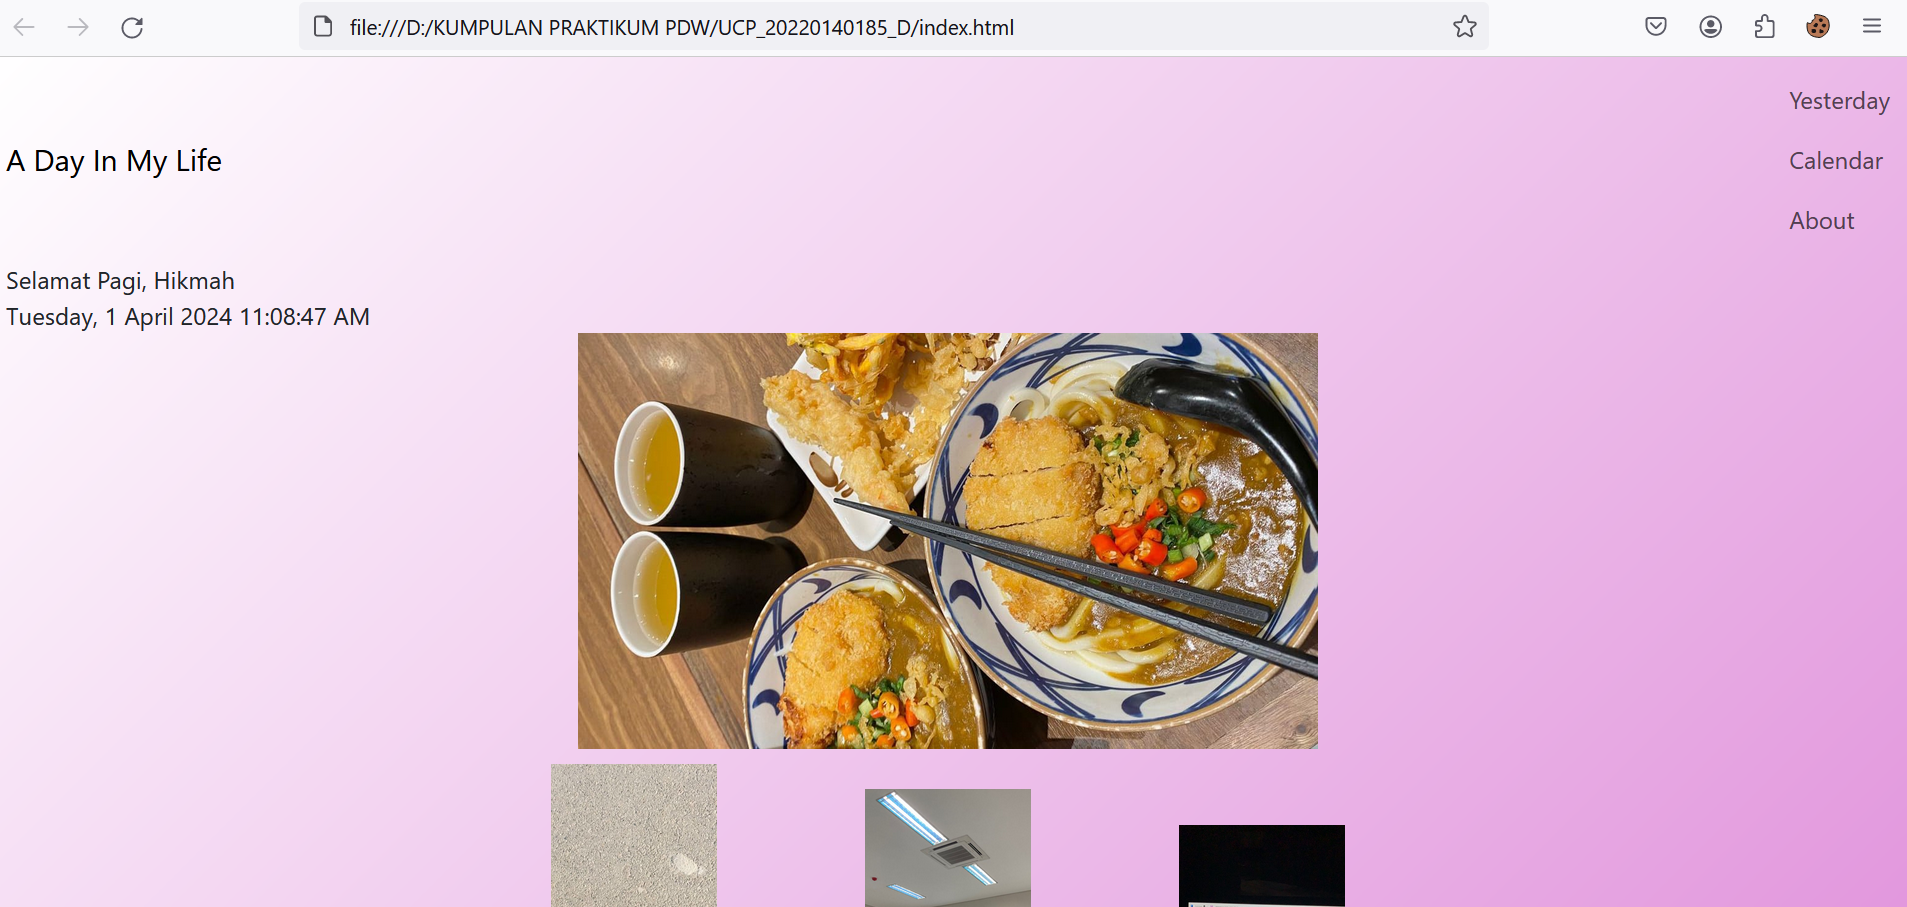 file:///D:/KUMPULAN PRAKTIKUM PDW/UCP_20220140185_D/index.html
Yesterday
A Day In My Life
Calendar
About
Selamat Pagi, Hikmah
Tuesday, 1 April 2024 11:08:47 AM